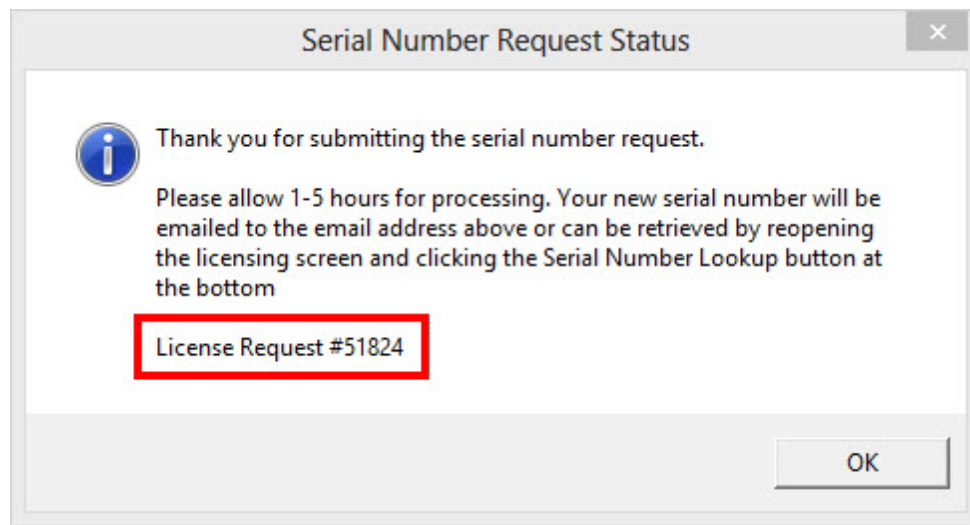 Serial Number Request Status
Thank you for submitting the serial number request.
Please allow 1-5 hours for processing. Your new serial number will be
emailed to the email address above or can be retrieved by reopening
the licensing screen and clicking the Serial Number Lookup button at
the bottom
License Request #51824
OK